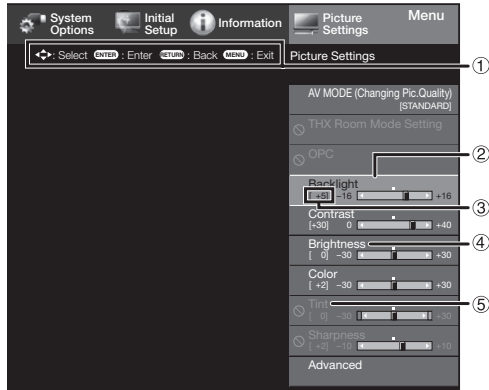 System Options
Initial Setup
Information
Picture Settings
Menu
: Select ENTER : Enter RETURN : Back MENU : Exit
Picture Settings
①
AV MODE (Changing Pic.Quality)
[STANDARD]
THX Room Mode Setting
②
OPC
Backlight
[ +5] –16 +16
③
Contrast
[+30] 0 +40
④
Brightness
[ 0] –30 +30
Color
[ +2] –30 +30
⑤
Tint
[ 0] –30 +30
Sharpness
[ +2] –10 +10
Advanced